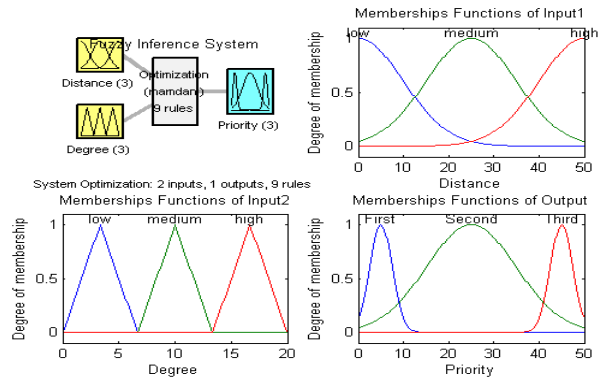 Fuzzy Inference System
Distance (3)
Degree (3)
Optimization
(mamdani)
9 rules
Priority (3)
System Optimization: 2 inputs, 1 outputs, 9 rules
Memberships Functions of Input1
low medium high
Degree of membership
1
0.5
0
0 10 20 30 40 50
Distance
Memberships Functions of Input2
low medium high
Degree of membership
1
0.5
0
0 5 10 15 20
Degree
Memberships Functions of Output
First Second Third
Degree of membership
1
0.5
0
0 10 20 30 40 50
Priority